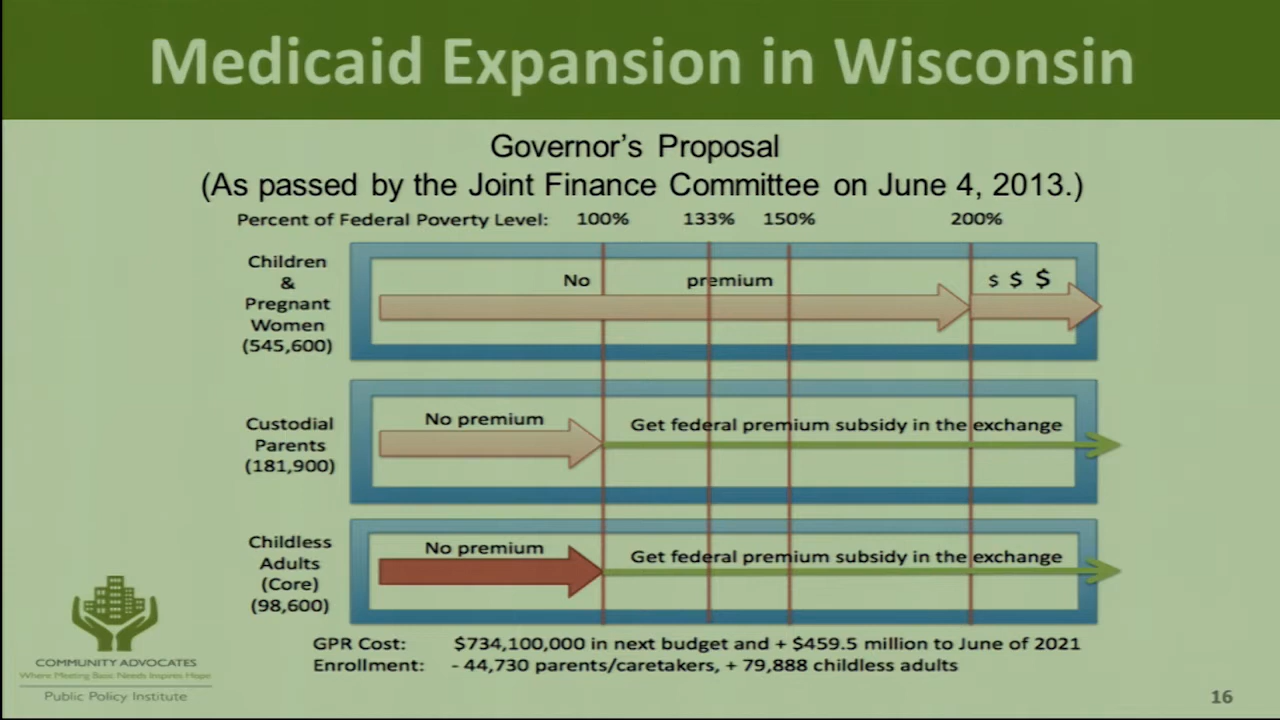 Medicaid Expansion in Wisconsin
Governor's Proposal
(As passed by the Joint Finance Committee on June 4, 2013.)
Percent of Federal Poverty Level: 100% 133% 150% 200%
Children
&
Pregnant
Women
(545,600)
No premium
$ $ $
Custodial
Parents
(181,900)
No premium
Get federal premium subsidy in the exchange
Childless
Adults
(Core)
(98,600)
No premium
Get federal premium subsidy in the exchange
GPR Cost: $734,100,000 in next budget and + $459.5 million to June of 2021
Enrollment: - 44,730 parents/caretakers, + 79,888 childless adults
COMMUNITY ADVOCATES
Where Meeting Basic Needs Inspires Hope
Public Policy Institute
16